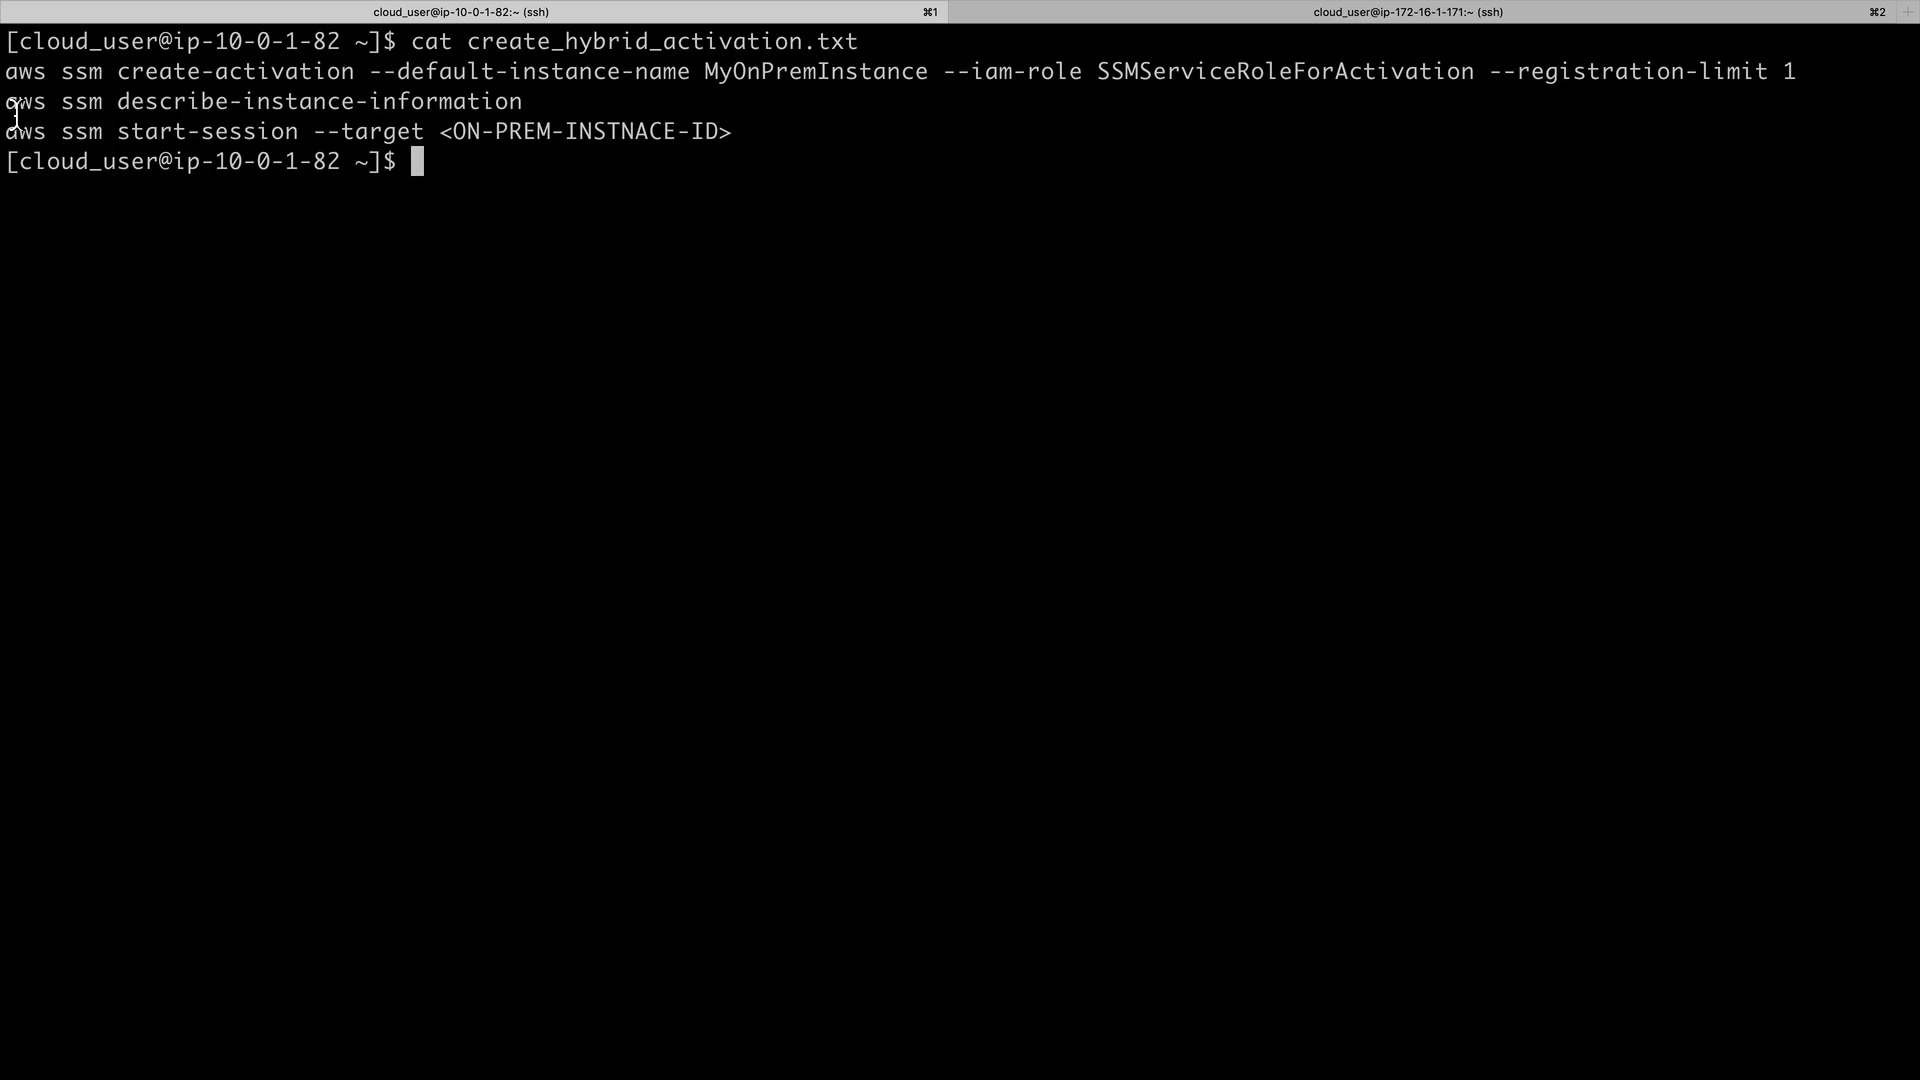 cloud_user@ip-10-0-1-82:~ (ssh) ⌘1 cloud_user@ip-172-16-1-171:~ (ssh) ⌘2 +
[cloud_user@ip-10-0-1-82 ~]$ cat create_hybrid_activation.txt
aws ssm create-activation --default-instance-name MyOnPremInstance --iam-role SSMServiceRoleForActivation --registration-limit 1
aws ssm describe-instance-information
aws ssm start-session --target <ON-PREM-INSTNACE-ID>
[cloud_user@ip-10-0-1-82 ~]$